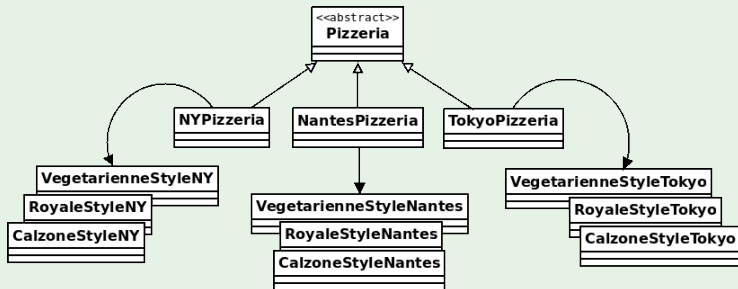 <<abstract>>
Pizzeria
NYPizzeria
NantesPizzeria
TokyoPizzeria
VegetarienneStyleNY
RoyaleStyleNY
CalzoneStyleNY
VegetarienneStyleNantes
RoyaleStyleNantes
CalzoneStyleNantes
VegetarienneStyleTokyo
RoyaleStyleTokyo
CalzoneStyleTokyo